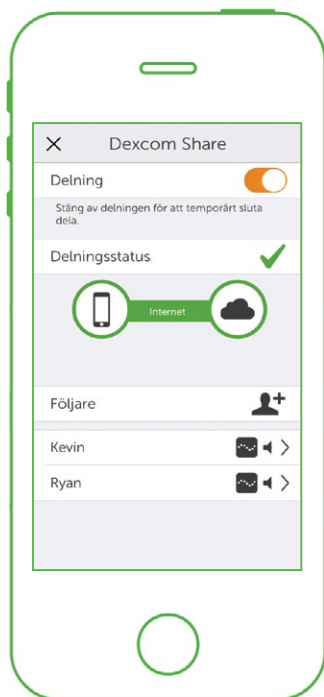 Dexcom Share
Delning
Stäng av delningen för att temporärt sluta
dela.
Delningsstatus
Internet
Följare
Kevin
Ryan